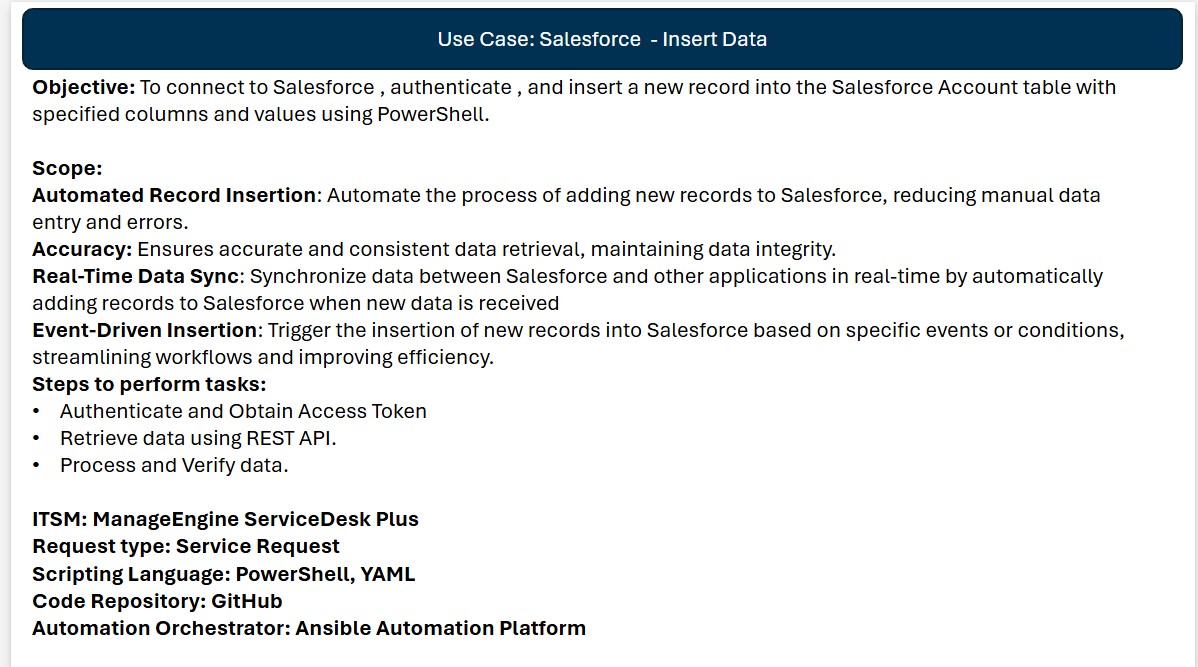 Use Case: Salesforce  - Insert Data
Objective: To connect to Salesforce , authenticate , and insert a new record into the Salesforce Account table with
specified columns and values using PowerShell.
Scope:
Automated Record Insertion: Automate the process of adding new records to Salesforce, reducing manual data
entry and errors.
Accuracy: Ensures accurate and consistent data retrieval, maintaining data integrity.
Real-Time Data Sync: Synchronize data between Salesforce and other applications in real-time by automatically
adding records to Salesforce when new data is received
Event-Driven Insertion: Trigger the insertion of new records into Salesforce based on specific events or conditions,
streamlining workflows and improving efficiency.
Steps to perform tasks:
• Authenticate and Obtain Access Token
• Retrieve data using REST API.
• Process and Verify data.
ITSM: ManageEngine ServiceDesk Plus
Request type: Service Request
Scripting Language: PowerShell, YAML
Code Repository: GitHub
Automation Orchestrator: Ansible Automation Platform